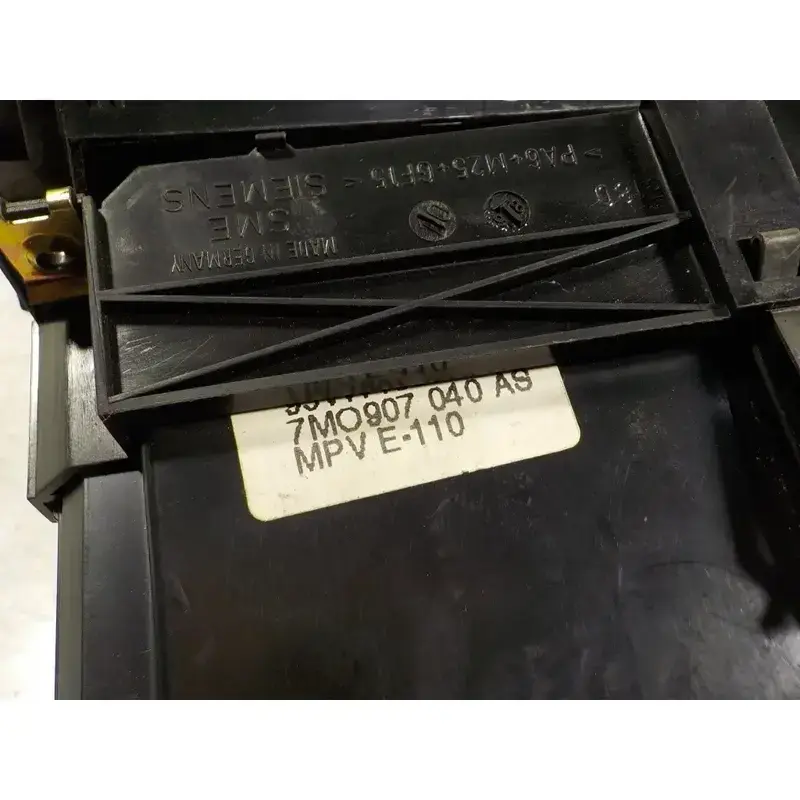 >PA6+M25+GF15<
SIEMENS
SME
MADE IN GERMANY
7MO907 040 AS
MPV E-110